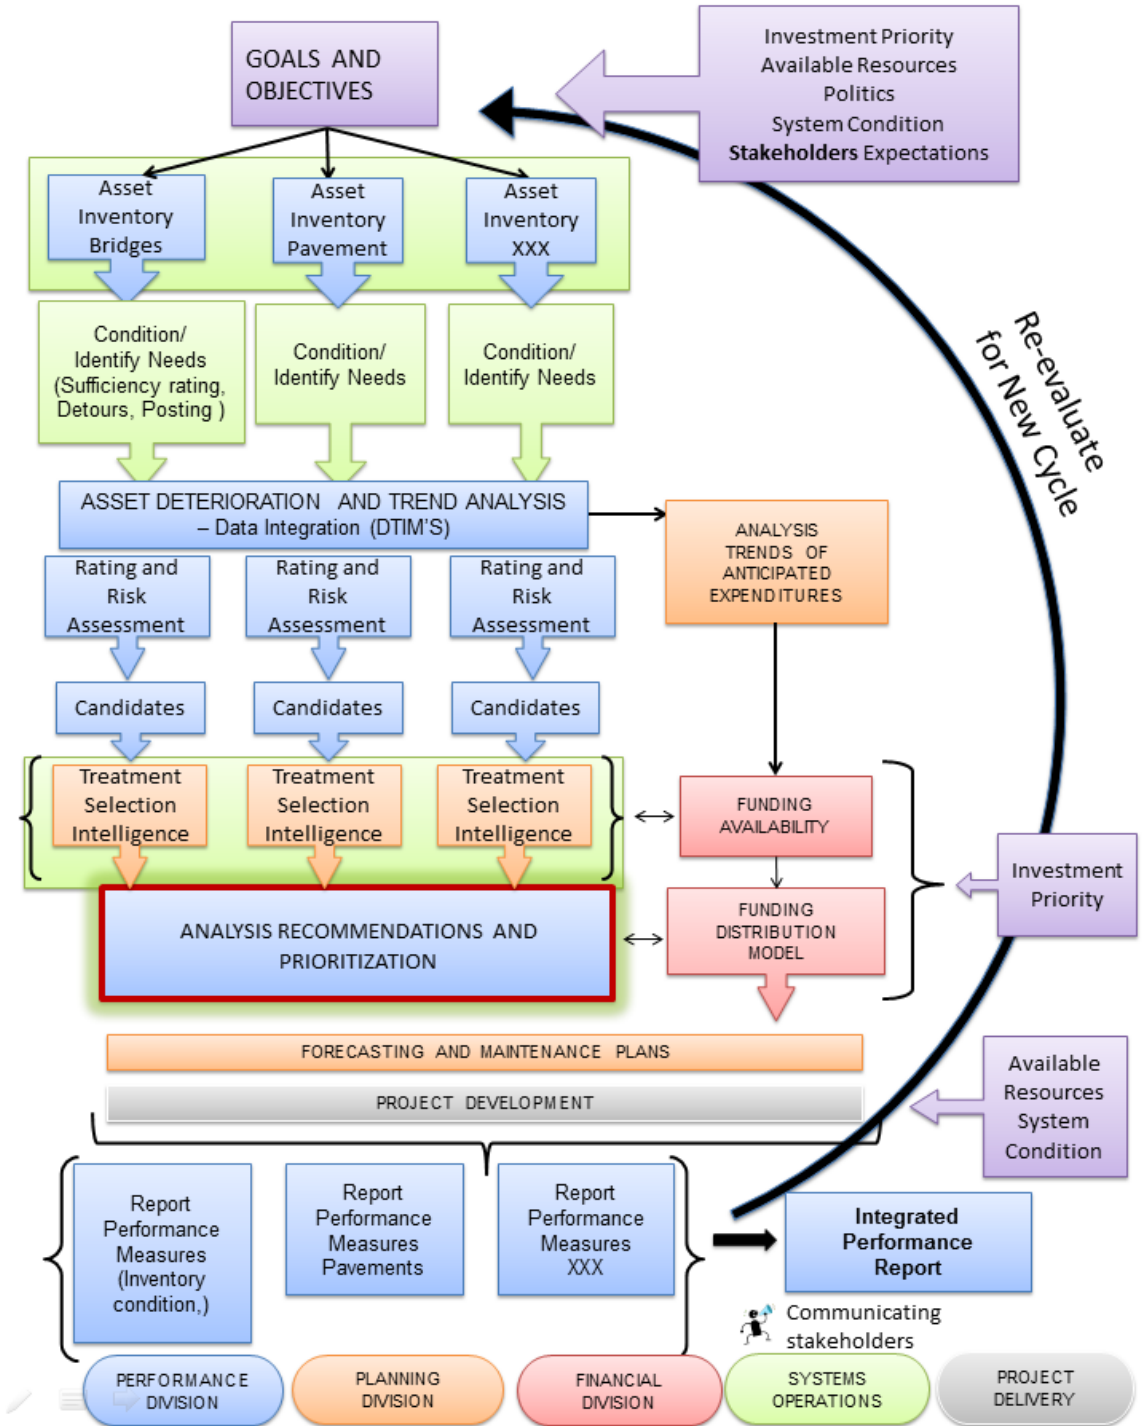 GOALS AND
OBJECTIVES
Investment Priority
Available Resources
Politics
System Condition
Stakeholders Expectations
Asset
Inventory
Bridges
Asset
Inventory
Pavement
Asset
Inventory
XXX
Condition/
Identify Needs
(Sufficiency rating,
Detours, Posting )
Condition/
Identify Needs
Condition/
Identify Needs
Re-evaluate
for New Cycle
ASSET DETERIORATION AND TREND ANALYSIS
– Data Integration (DTIM'S)
ANALYSIS
TRENDS OF
ANTICIPATED
EXPENDITURES
Rating and
Risk
Assessment
Rating and
Risk
Assessment
Rating and
Risk
Assessment
Candidates
Candidates
Candidates
Treatment
Selection
Intelligence
Treatment
Selection
Intelligence
Treatment
Selection
Intelligence
FUNDING
AVAILABILITY
Investment
Priority
ANALYSIS RECOMMENDATIONS AND
PRIORITIZATION
FUNDING
DISTRIBUTION
MODEL
FORECASTING AND MAINTENANCE PLANS
PROJECT DEVELOPMENT
Available
Resources
System
Condition
Report
Performance
Measures
(Inventory
condition,)
Report
Performance
Measures
Pavements
Report
Performance
Measures
XXX
Integrated
Performance
Report
Communicating
stakeholders
PERFORMANCE
DIVISION
PLANNING
DIVISION
FINANCIAL
DIVISION
SYSTEMS
OPERATIONS
PROJECT
DELIVERY